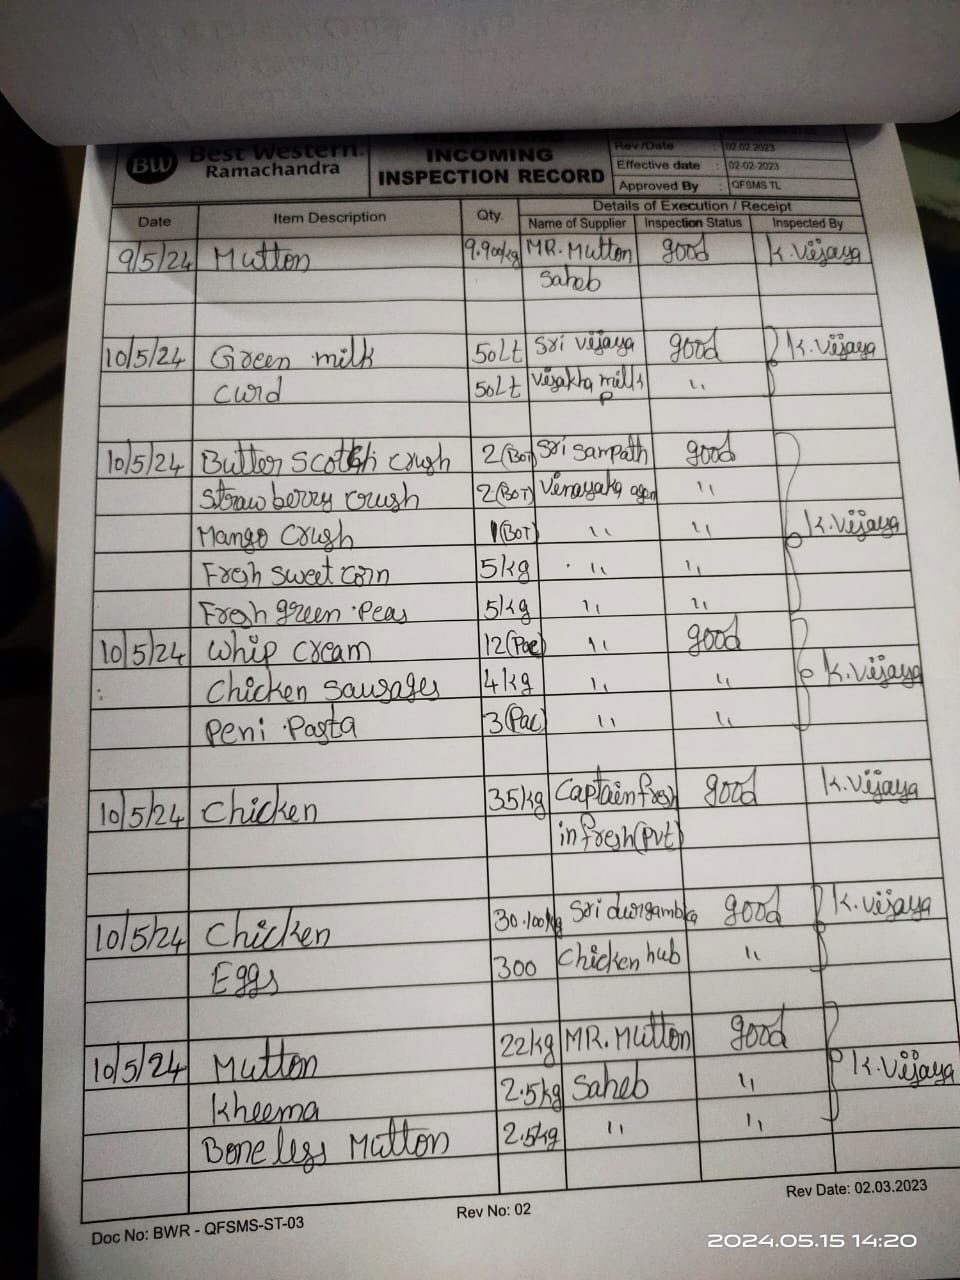 BW Best Western.
Ramachandra
INCOMING
INSPECTION RECORD
Rev./Date : 02.02.2023
Effective date : 02-02-2023
Approved By : QFSMS TL
Date Item Description Qty. Details of Execution / Receipt
Name of Supplier Inspection Status Inspected By
9/5/24 Mutton 9.900kg MR. Mutton good K.Vijaya
Saheb
10/5/24 Green milk 50Lt Sri vijaya good K.Vijaya
Curd 50Lt Visakha milk P ,,
10/5/24 Butter Scotch crush 2(BOT) Sri Sampath good
Strawberry crush 2(BOT) Vinayaka agen ,,
Mango Crush 1(BOT) ,, ,, K.Vijaya
Fresh Sweet corn 5kg ,, ,,
Fresh green Peas 5kg ,, ,,
10/5/24 Whip cream 12(Pac) ,, good
Chicken Sausages 4kg ,, ,, K.Vijaya
Peni Pasta 3(Pac) ,, ,,
10/5/24 Chicken 35kg Captain fresh good K.Vijaya
infresh(pvt)
10/5/24 Chicken 30.100kg Sri durgambka good K.Vijaya
Eggs 300 Chicken hub ,,
10/5/24 Mutton 22kg MR. Mutton good K.Vijaya
Kheema 2.5kg Saheb ,,
Boneless Mutton 2.5kg ,, ,,
Doc No: BWR - QFSMS-ST-03 Rev No: 02 Rev Date: 02.03.2023
2024.05.15 14:20